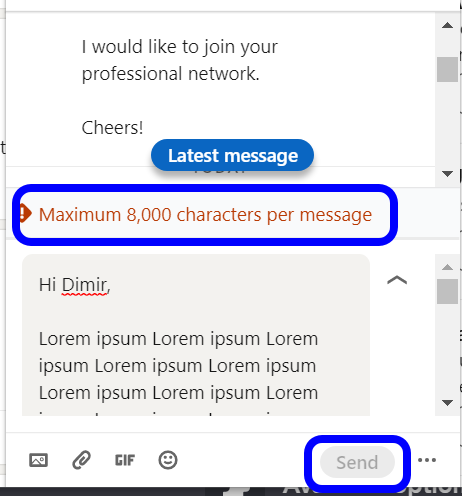 I would like to join your
professional network.
Cheers!
Latest message
Maximum 8,000 characters per message
Hi Dimir,
Lorem ipsum Lorem ipsum Lorem
ipsum Lorem ipsum Lorem ipsum
Lorem ipsum Lorem ipsum Lorem
GIF
Send